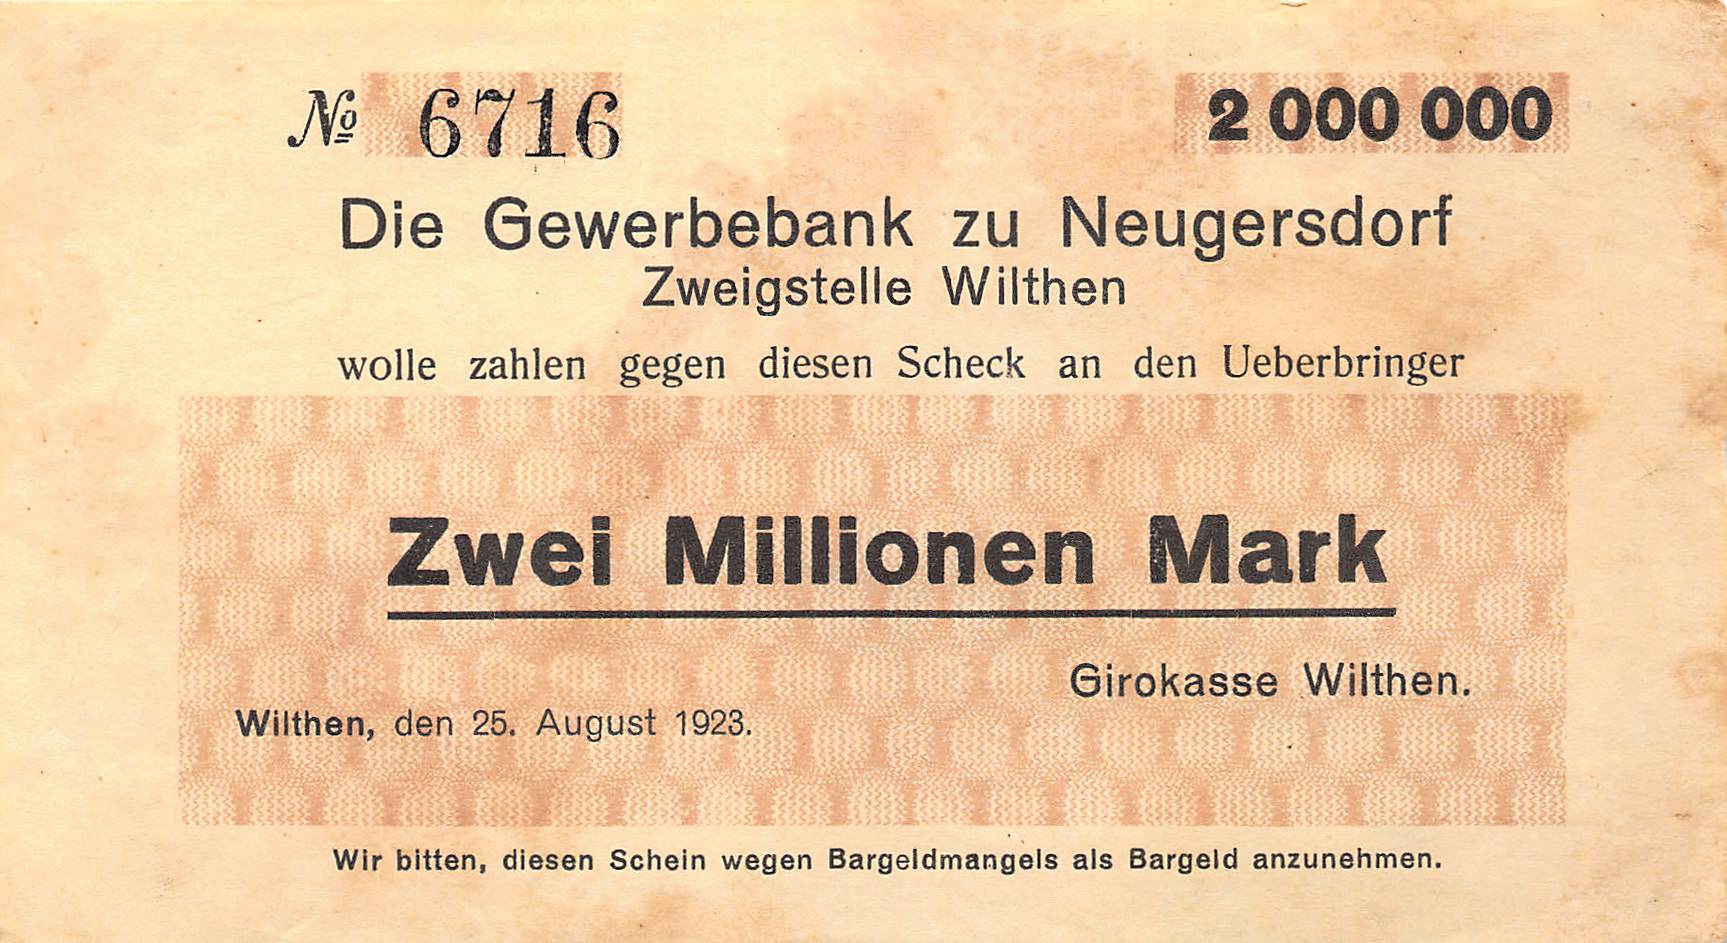 № 6716 2 000 000
Die Gewerbebank zu Neugersdorf
Zweigstelle Wilthen
wolle zahlen gegen diesen Scheck an den Ueberbringer
Zwei Millionen Mark
Girokasse Wilthen.
Wilthen, den 25. August 1923.
Wir bitten, diesen Schein wegen Bargeldmangels als Bargeld anzunehmen.